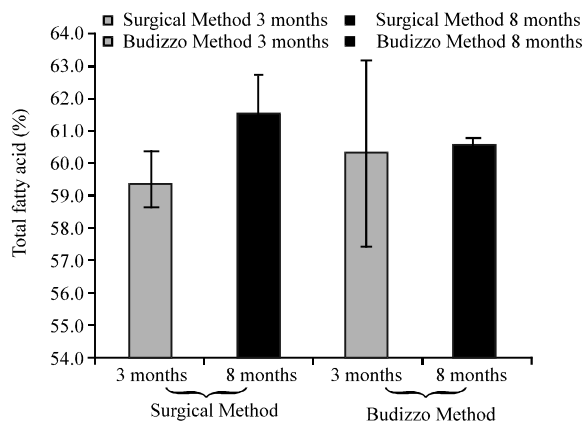 Surgical Method 3 months
Surgical Method 8 months
Budizzo Method 3 months
Budizzo Method 8 months
Total fatty acid (%)
64.0
63.0
62.0
61.0
60.0
59.0
58.0
57.0
56.0
55.0
54.0
3 months
8 months
3 months
8 months
Surgical Method
Budizzo Method